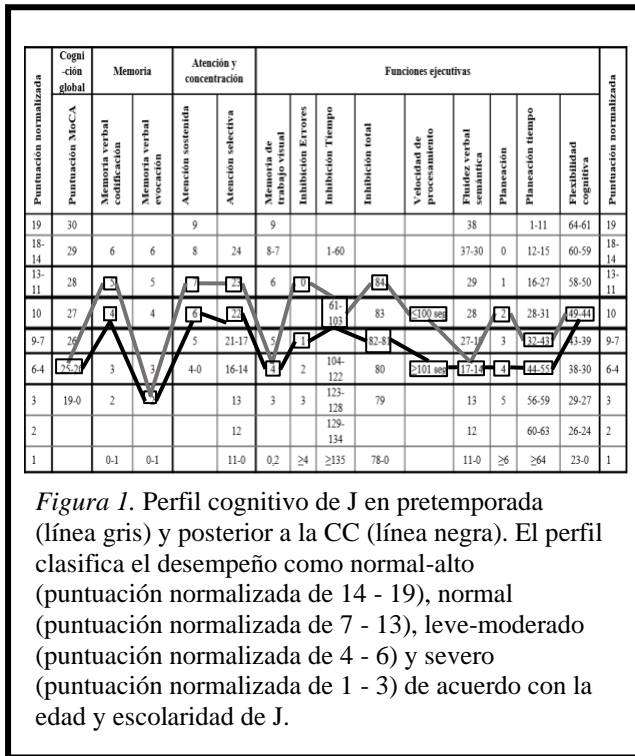 Cogni -ción global Memoria Atención y concentración Funciones ejecutivas
Puntuación normalizada Puntuación MoCA Memoria verbal codificación Memoria verbal evocación Atención sostenida Atención selectiva Memoria de trabajo visual Inhibición Errores Inhibición Tiempo Inhibición total Velocidad de procesamiento Fluidez verbal semántica Planeación Planeación tiempo Flexibilidad cognitiva Puntuación normalizada
19 30 9 9 38 1-11 64-61 19
18-14 29 6 6 8 24 8-7 1-60 37-30 0 12-15 60-59 18-14
13-11 28 5 5 7 23 6 0 84 29 1 16-27 58-50 13-11
10 27 4 4 6 22 61-103 83 ≤100 seg 28 2 28-31 49-44 10
9-7 26 5 21-17 5 1 82-81 3 32-43 43-39 9-7
6-4 3 3 4-0 16-14 4 2 104-122 80 ≥101 seg 17-14 4 44-55 38-30 6-4
3 19-0 2 13 3 3 123-128 79 13 5 56-59 29-27 3
2 12 129-134 12 60-63 26-24 2
1 0-1 0-1 11-0 0,2 ≥4 ≥135 78-0 11-0 ≥6 ≥64 23-0 1
Figura 1. Perfil cognitivo de J en pretemporada
(línea gris) y posterior a la CC (línea negra). El perfil
clasifica el desempeño como normal-alto
(puntuación normalizada de 14 - 19), normal
(puntuación normalizada de 7 - 13), leve-moderado
(puntuación normalizada de 4 - 6) y severo
(puntuación normalizada de 1 - 3) de acuerdo con la
edad y escolaridad de J.